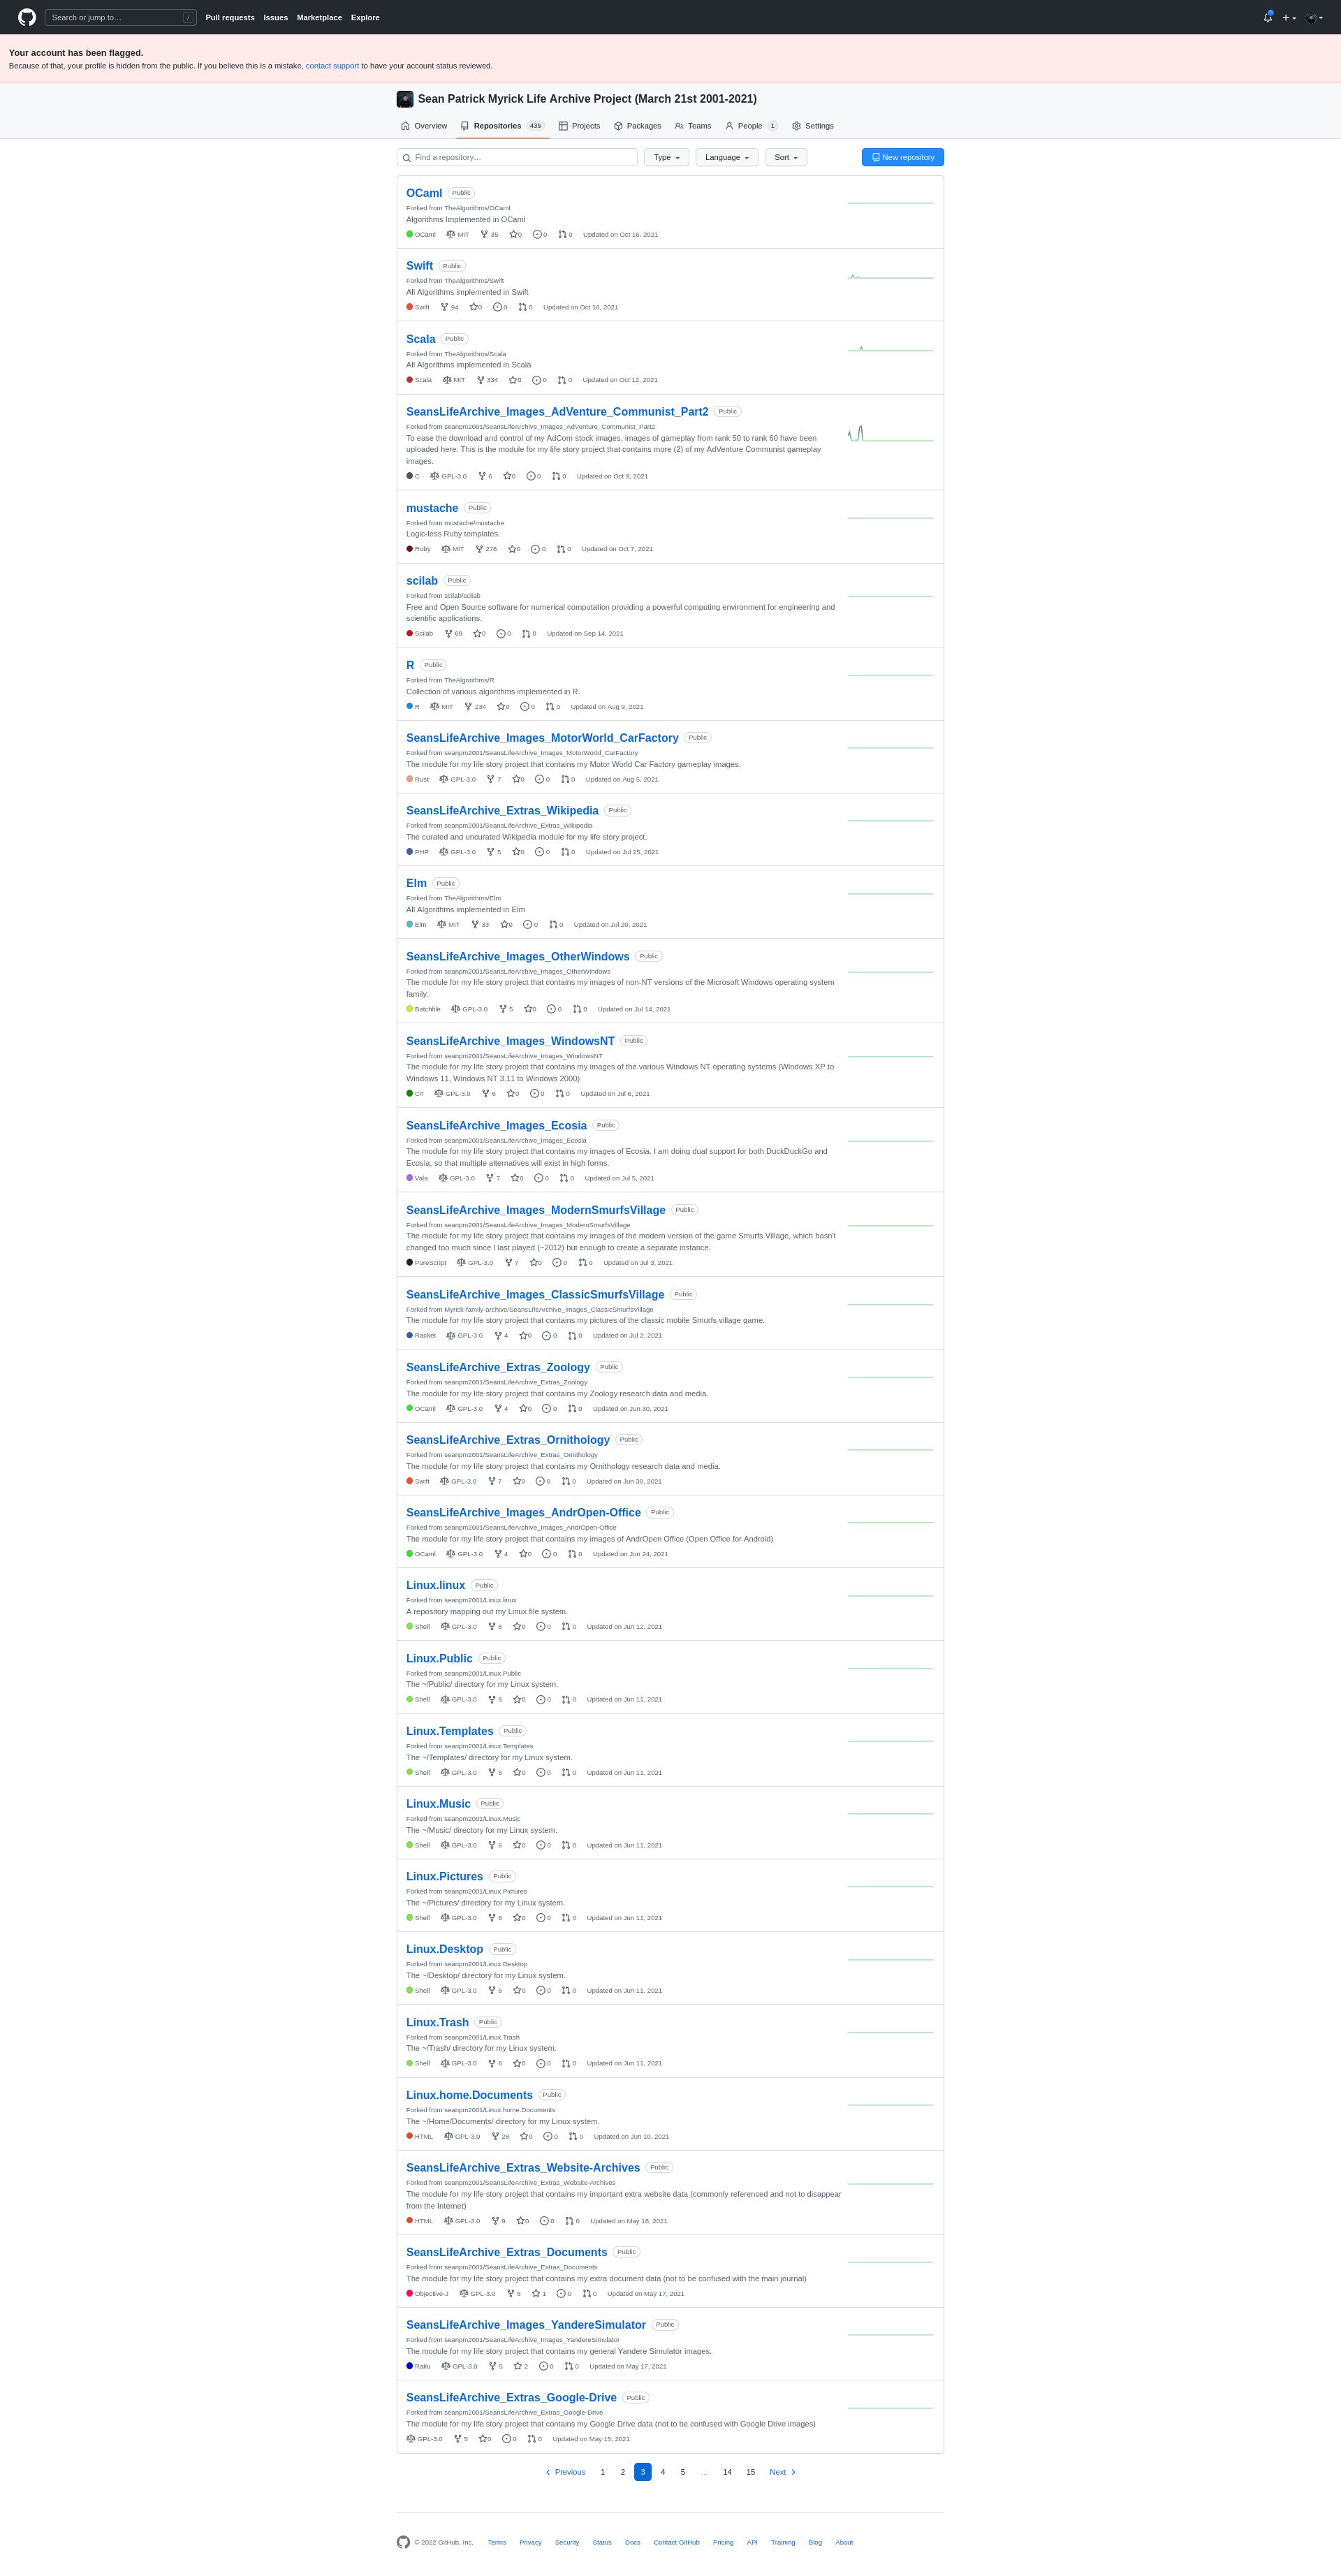 Search or jump to… / Pull requests Issues Marketplace Explore
Your account has been flagged.
Because of that, your profile is hidden from the public. If you believe this is a mistake, contact support to have your account status reviewed.
Sean Patrick Myrick Life Archive Project (March 21st 2001-2021)
Overview Repositories 435 Projects Packages Teams People 1 Settings
Find a repository… Type Language Sort New repository
OCaml Public
Forked from TheAlgorithms/OCaml
Algorithms Implemented in OCaml
OCaml MIT 35 0 0 0 Updated on Oct 16, 2021
Swift Public
Forked from TheAlgorithms/Swift
All Algorithms implemented in Swift
Swift 94 0 0 0 Updated on Oct 16, 2021
Scala Public
Forked from TheAlgorithms/Scala
All Algorithms implemented in Scala
Scala MIT 334 0 0 0 Updated on Oct 12, 2021
SeansLifeArchive_Images_AdVenture_Communist_Part2 Public
Forked from seanpm2001/SeansLifeArchive_Images_AdVenture_Communist_Part2
To ease the download and control of my AdCom stock images, images of gameplay from rank 50 to rank 60 have been
uploaded here. This is the module for my life story project that contains more (2) of my AdVenture Communist gameplay
images.
C GPL-3.0 6 0 0 0 Updated on Oct 9, 2021
mustache Public
Forked from mustache/mustache
Logic-less Ruby templates.
Ruby MIT 278 0 0 0 Updated on Oct 7, 2021
scilab Public
Forked from scilab/scilab
Free and Open Source software for numerical computation providing a powerful computing environment for engineering and
scientific applications.
Scilab 69 0 0 0 Updated on Sep 14, 2021
R Public
Forked from TheAlgorithms/R
Collection of various algorithms implemented in R.
R MIT 234 0 0 0 Updated on Aug 9, 2021
SeansLifeArchive_Images_MotorWorld_CarFactory Public
Forked from seanpm2001/SeansLifeArchive_Images_MotorWorld_CarFactory
The module for my life story project that contains my Motor World Car Factory gameplay images.
Rust GPL-3.0 7 0 0 0 Updated on Aug 5, 2021
SeansLifeArchive_Extras_Wikipedia Public
Forked from seanpm2001/SeansLifeArchive_Extras_Wikipedia
The curated and uncurated Wikipedia module for my life story project.
PHP GPL-3.0 5 0 0 0 Updated on Jul 25, 2021
Elm Public
Forked from TheAlgorithms/Elm
All Algorithms implemented in Elm
Elm MIT 33 0 0 0 Updated on Jul 20, 2021
SeansLifeArchive_Images_OtherWindows Public
Forked from seanpm2001/SeansLifeArchive_Images_OtherWindows
The module for my life story project that contains my images of non-NT versions of the Microsoft Windows operating system
family.
Batchfile GPL-3.0 5 0 0 0 Updated on Jul 14, 2021
SeansLifeArchive_Images_WindowsNT Public
Forked from seanpm2001/SeansLifeArchive_Images_WindowsNT
The module for my life story project that contains my images of the various Windows NT operating systems (Windows XP to
Windows 11, Windows NT 3.11 to Windows 2000)
C# GPL-3.0 6 0 0 0 Updated on Jul 6, 2021
SeansLifeArchive_Images_Ecosia Public
Forked from seanpm2001/SeansLifeArchive_Images_Ecosia
The module for my life story project that contains my images of Ecosia. I am doing dual support for both DuckDuckGo and
Ecosia, so that multiple alternatives will exist in high forms.
Vala GPL-3.0 7 0 0 0 Updated on Jul 5, 2021
SeansLifeArchive_Images_ModernSmurfsVillage Public
Forked from seanpm2001/SeansLifeArchive_Images_ModernSmurfsVillage
The module for my life story project that contains my images of the modern version of the game Smurfs Village, which hasn't
changed too much since I last played (~2012) but enough to create a separate instance.
PureScript GPL-3.0 7 0 0 0 Updated on Jul 3, 2021
SeansLifeArchive_Images_ClassicSmurfsVillage Public
Forked from Myrick-family-archive/SeansLifeArchive_Images_ClassicSmurfsVillage
The module for my life story project that contains my pictures of the classic mobile Smurfs village game.
Racket GPL-3.0 4 0 0 0 Updated on Jul 2, 2021
SeansLifeArchive_Extras_Zoology Public
Forked from seanpm2001/SeansLifeArchive_Extras_Zoology
The module for my life story project that contains my Zoology research data and media.
OCaml GPL-3.0 4 0 0 0 Updated on Jun 30, 2021
SeansLifeArchive_Extras_Ornithology Public
Forked from seanpm2001/SeansLifeArchive_Extras_Ornithology
The module for my life story project that contains my Ornithology research data and media.
Swift GPL-3.0 7 0 0 0 Updated on Jun 30, 2021
SeansLifeArchive_Images_AndrOpen-Office Public
Forked from seanpm2001/SeansLifeArchive_Images_AndrOpen-Office
The module for my life story project that contains my images of AndrOpen Office (Open Office for Android)
OCaml GPL-3.0 4 0 0 0 Updated on Jun 24, 2021
Linux.linux Public
Forked from seanpm2001/Linux.linux
A repository mapping out my Linux file system.
Shell GPL-3.0 6 0 0 0 Updated on Jun 12, 2021
Linux.Public Public
Forked from seanpm2001/Linux.Public
The ~/Public/ directory for my Linux system.
Shell GPL-3.0 6 0 0 0 Updated on Jun 11, 2021
Linux.Templates Public
Forked from seanpm2001/Linux.Templates
The ~/Templates/ directory for my Linux system.
Shell GPL-3.0 6 0 0 0 Updated on Jun 11, 2021
Linux.Music Public
Forked from seanpm2001/Linux.Music
The ~/Music/ directory for my Linux system.
Shell GPL-3.0 6 0 0 0 Updated on Jun 11, 2021
Linux.Pictures Public
Forked from seanpm2001/Linux.Pictures
The ~/Pictures/ directory for my Linux system.
Shell GPL-3.0 6 0 0 0 Updated on Jun 11, 2021
Linux.Desktop Public
Forked from seanpm2001/Linux.Desktop
The ~/Desktop/ directory for my Linux system.
Shell GPL-3.0 6 0 0 0 Updated on Jun 11, 2021
Linux.Trash Public
Forked from seanpm2001/Linux.Trash
The ~/Trash/ directory for my Linux system.
Shell GPL-3.0 6 0 0 0 Updated on Jun 11, 2021
Linux.home.Documents Public
Forked from seanpm2001/Linux.home.Documents
The ~/Home/Documents/ directory for my Linux system.
HTML GPL-3.0 28 0 0 0 Updated on Jun 10, 2021
SeansLifeArchive_Extras_Website-Archives Public
Forked from seanpm2001/SeansLifeArchive_Extras_Website-Archives
The module for my life story project that contains my important extra website data (commonly referenced and not to disappear
from the Internet)
HTML GPL-3.0 9 0 0 0 Updated on May 18, 2021
SeansLifeArchive_Extras_Documents Public
Forked from seanpm2001/SeansLifeArchive_Extras_Documents
The module for my life story project that contains my extra document data (not to be confused with the main journal)
Objective-J GPL-3.0 6 1 0 0 Updated on May 17, 2021
SeansLifeArchive_Images_YandereSimulator Public
Forked from seanpm2001/SeansLifeArchive_Images_YandereSimulator
The module for my life story project that contains my general Yandere Simulator images.
Raku GPL-3.0 5 2 0 0 Updated on May 17, 2021
SeansLifeArchive_Extras_Google-Drive Public
Forked from seanpm2001/SeansLifeArchive_Extras_Google-Drive
The module for my life story project that contains my Google Drive data (not to be confused with Google Drive images)
GPL-3.0 5 0 0 0 Updated on May 15, 2021
Previous 1 2 3 4 5 … 14 15 Next
© 2022 GitHub, Inc. Terms Privacy Security Status Docs Contact GitHub Pricing API Training Blog About